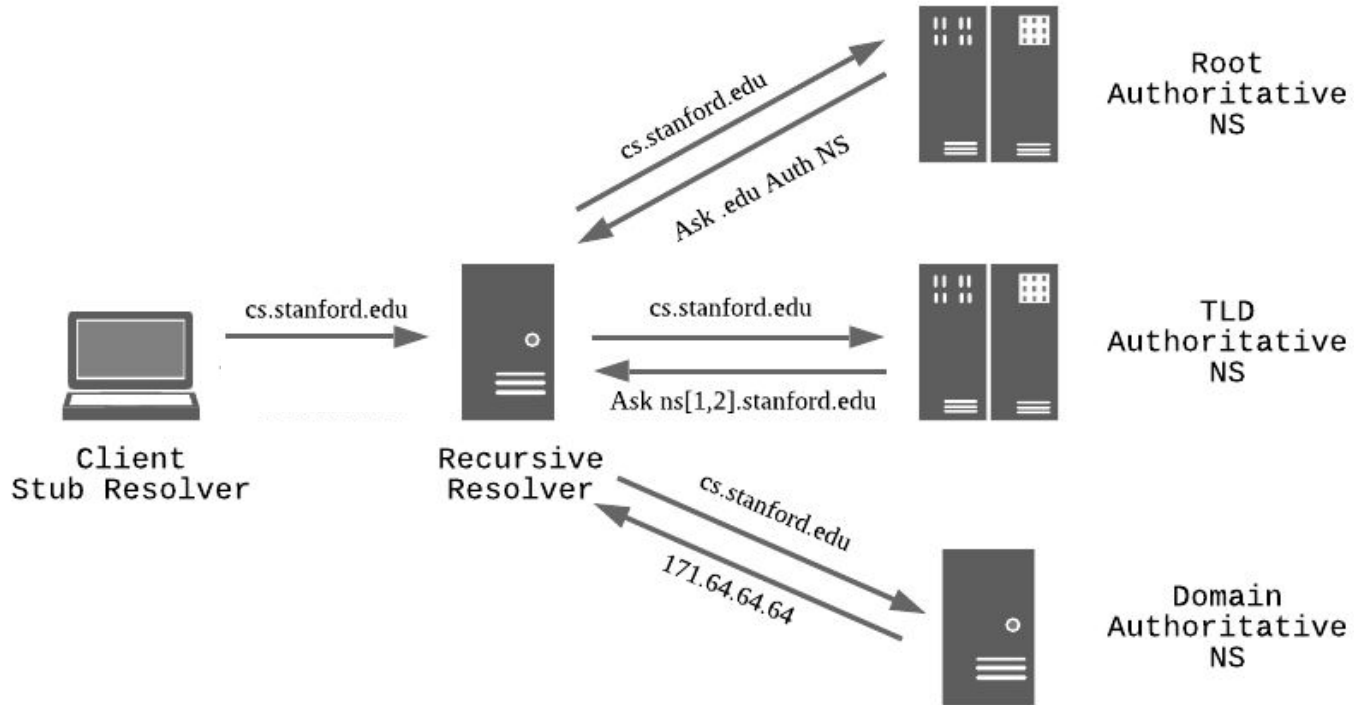 cs.stanford.edu
Ask .edu Auth NS
Root
Authoritative
NS
cs.stanford.edu
cs.stanford.edu
Ask ns[1,2].stanford.edu
TLD
Authoritative
NS
Client
Stub Resolver
Recursive
Resolver
cs.stanford.edu
171.64.64.64
Domain
Authoritative
NS